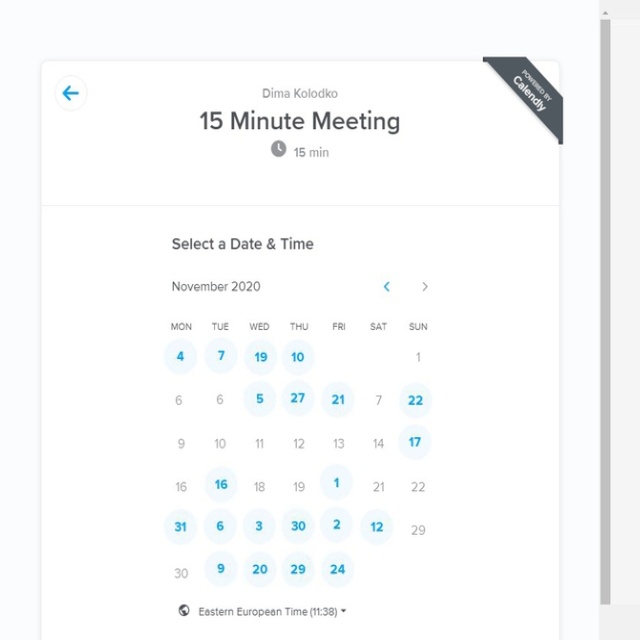 POWERED BY
Calendly
Dima Kolodko
15 Minute Meeting
15 min
Select a Date & Time
November 2020
MON TUE WED THU FRI SAT SUN
4 7 19 10 1
6 6 5 27 21 7 22
9 10 11 12 13 14 17
16 16 18 19 1 21 22
31 6 3 30 2 12 29
30 9 20 29 24
Eastern European Time (11:38)